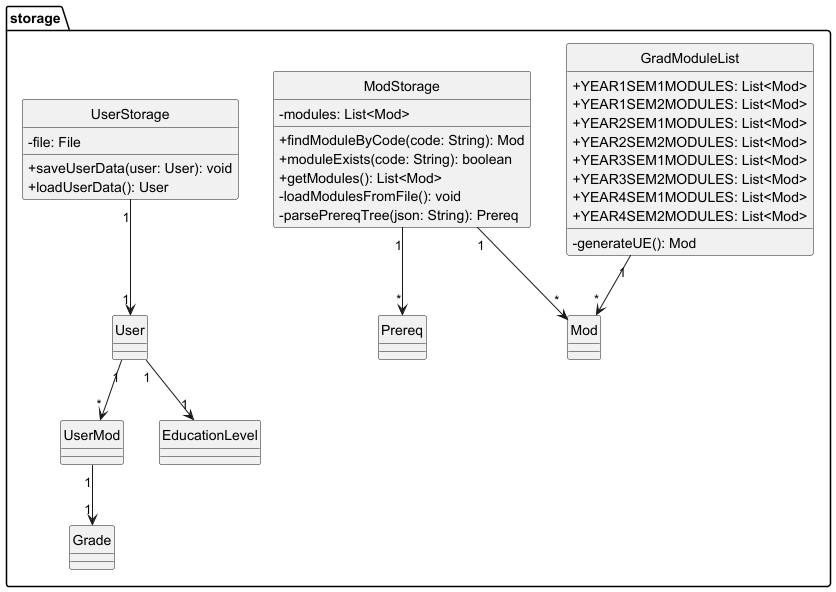 storage
UserStorage
-file: File
+saveUserData(user: User): void
+loadUserData(): User
ModStorage
-modules: List<Mod>
+findModuleByCode(code: String): Mod
+moduleExists(code: String): boolean
+getModules(): List<Mod>
-loadModulesFromFile(): void
-parsePrereqTree(json: String): Prereq
GradModuleList
+YEAR1SEM1MODULES: List<Mod>
+YEAR1SEM2MODULES: List<Mod>
+YEAR2SEM1MODULES: List<Mod>
+YEAR2SEM2MODULES: List<Mod>
+YEAR3SEM1MODULES: List<Mod>
+YEAR3SEM2MODULES: List<Mod>
+YEAR4SEM1MODULES: List<Mod>
+YEAR4SEM2MODULES: List<Mod>
-generateUE(): Mod
1
1
1
1
1
*
*
*
User
Prereq
Mod
1
1
*
1
UserMod
EducationLevel
1
1
Grade